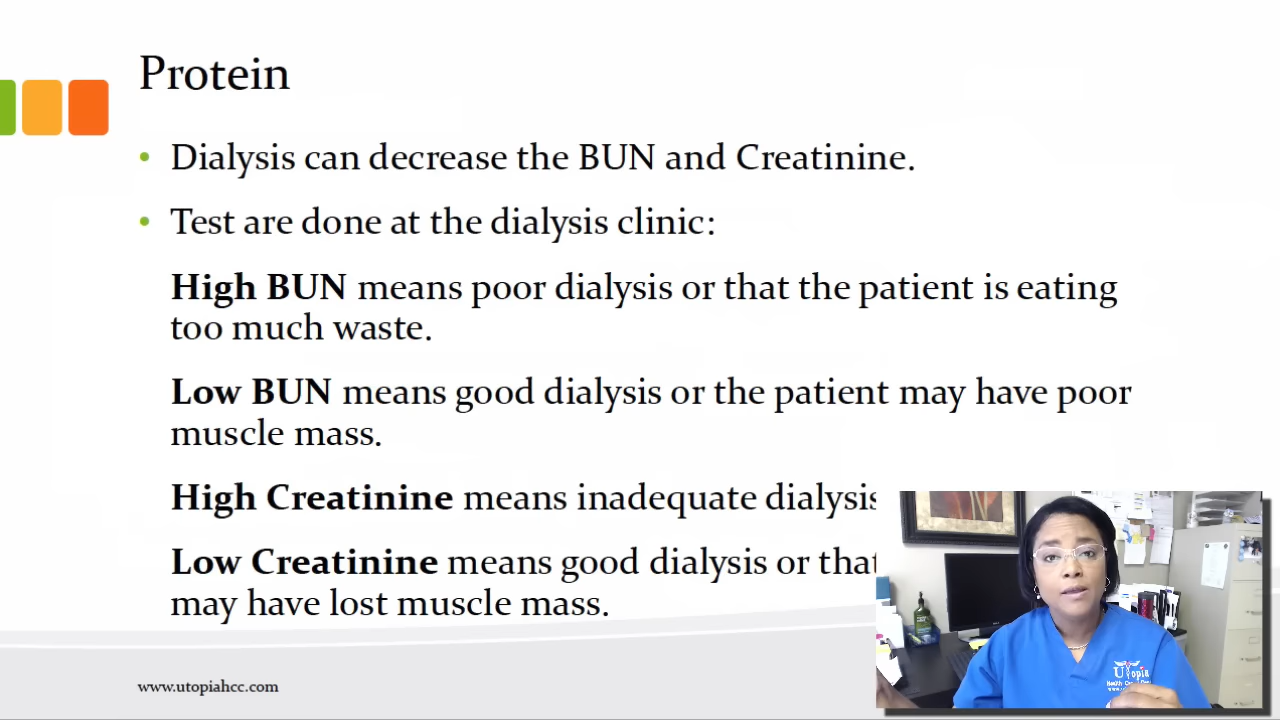 Protein
• Dialysis can decrease the BUN and Creatinine.
• Test are done at the dialysis clinic:
High BUN means poor dialysis or that the patient is eating
too much waste.
Low BUN means good dialysis or the patient may have poor
muscle mass.
High Creatinine means inadequate dialysis
Low Creatinine means good dialysis or that
may have lost muscle mass.
www.utopiahcc.com
Utopia